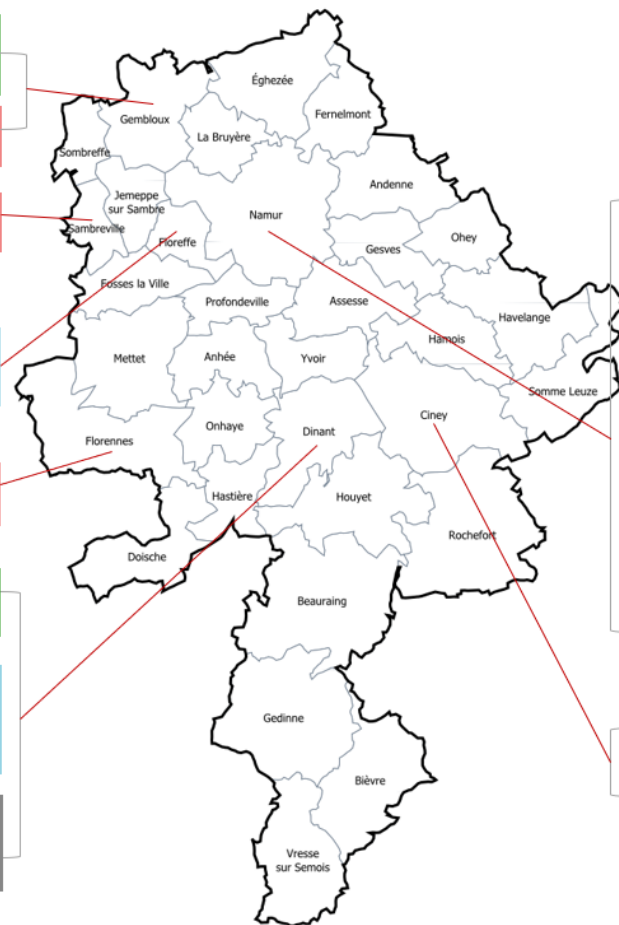 Éghezée
Gembloux
Fernelmont
La Bruyère
Sombreffe
Andenne
Jemeppe
sur Sambre
Namur
Sambreville
Floreffe
Gesves
Ohey
Fosses la Ville
Profondeville
Assesse
Havelange
Hamois
Mettet
Anhée
Yvoir
Somme Leuze
Ciney
Onhaye
Dinant
Florennes
Hastière
Houyet
Rochefort
Doische
Beauraing
Gedinne
Bièvre
Vresse
sur Semois